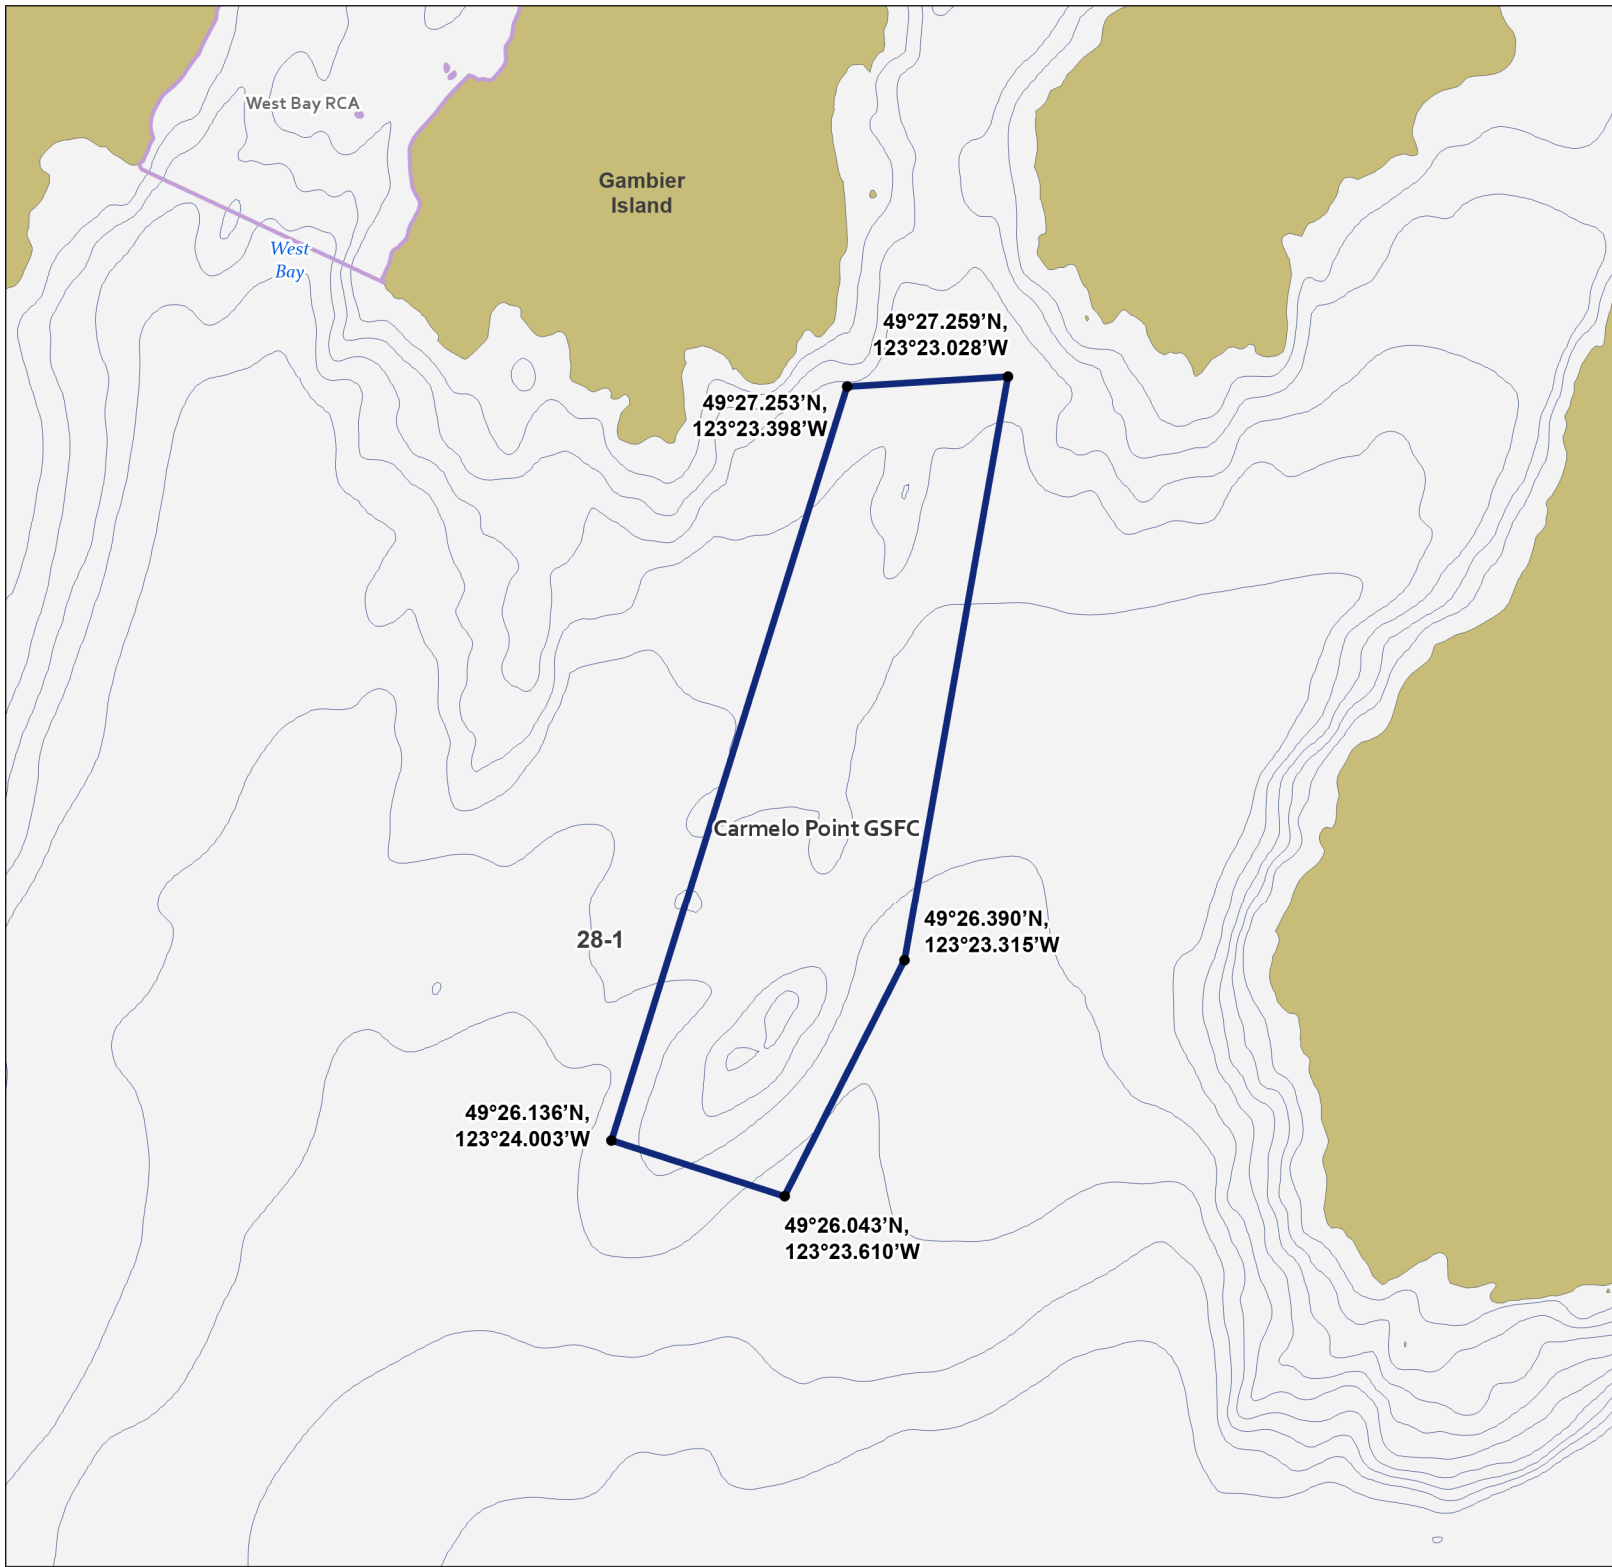 West Bay RCA
Gambier
Island
West
Bay
49°27.259’N,
123°23.028’W
49°27.253’N,
123°23.398’W
Carmelo Point GSFC
49°26.390’N,
123°23.315’W
28-1
49°26.136’N,
123°24.003’W
49°26.043’N,
123°23.610’W